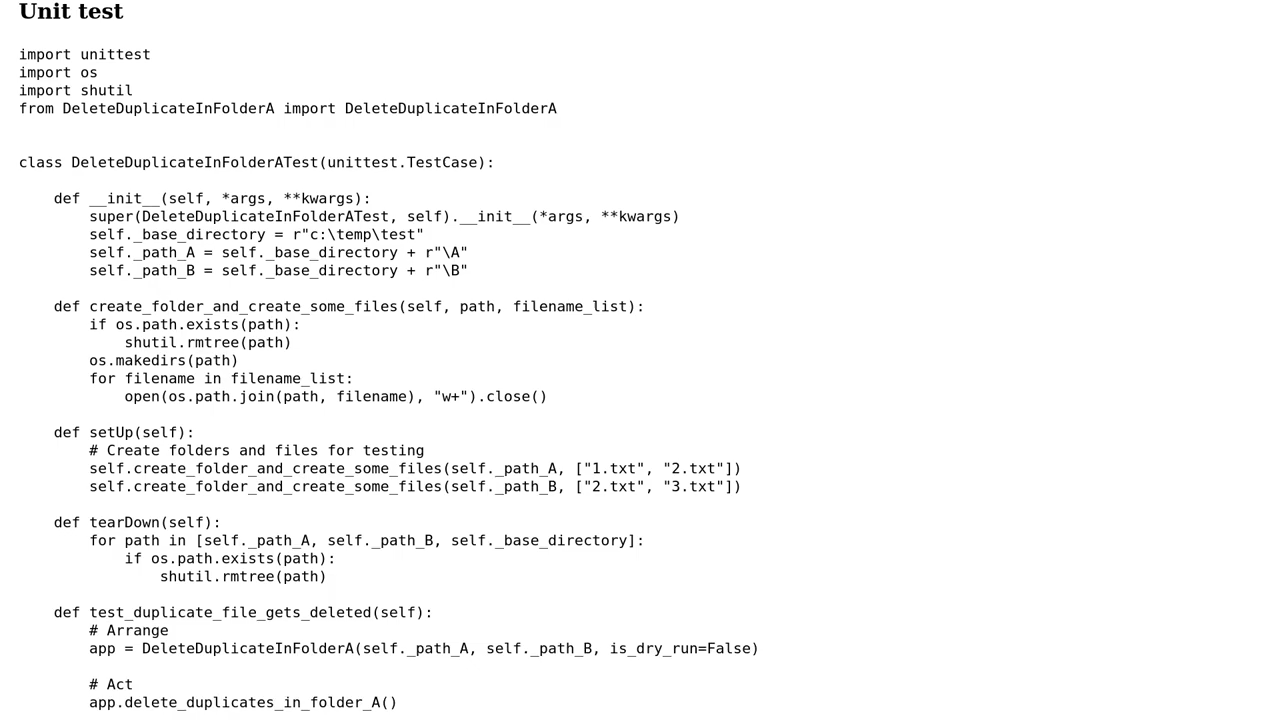 Unit test
import unittest
import os
import shutil
from DeleteDuplicateInFolderA import DeleteDuplicateInFolderA
class DeleteDuplicateInFolderATest(unittest.TestCase):
    def __init__(self, *args, **kwargs):
        super(DeleteDuplicateInFolderATest, self).__init__(*args, **kwargs)
        self._base_directory = r"c:\temp\test"
        self._path_A = self._base_directory + r"\A"
        self._path_B = self._base_directory + r"\B"
    def create_folder_and_create_some_files(self, path, filename_list):
        if os.path.exists(path):
            shutil.rmtree(path)
        os.makedirs(path)
        for filename in filename_list:
            open(os.path.join(path, filename), "w+").close()
    def setUp(self):
        # Create folders and files for testing
        self.create_folder_and_create_some_files(self._path_A, ["1.txt", "2.txt"])
        self.create_folder_and_create_some_files(self._path_B, ["2.txt", "3.txt"])
    def tearDown(self):
        for path in [self._path_A, self._path_B, self._base_directory]:
            if os.path.exists(path):
                shutil.rmtree(path)
    def test_duplicate_file_gets_deleted(self):
        # Arrange
        app = DeleteDuplicateInFolderA(self._path_A, self._path_B, is_dry_run=False)
        # Act
        app.delete_duplicates_in_folder_A()